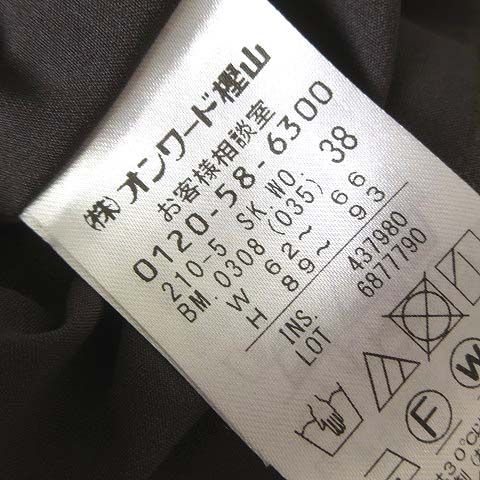 (株)オンワード樫山
お客様相談室
0120-58-6300
210-5 SK.WO. 38
BM.0308 (035)
W 62~ 66
H 89~ 93
INS. 437980
LOT 6877790
F W
30℃